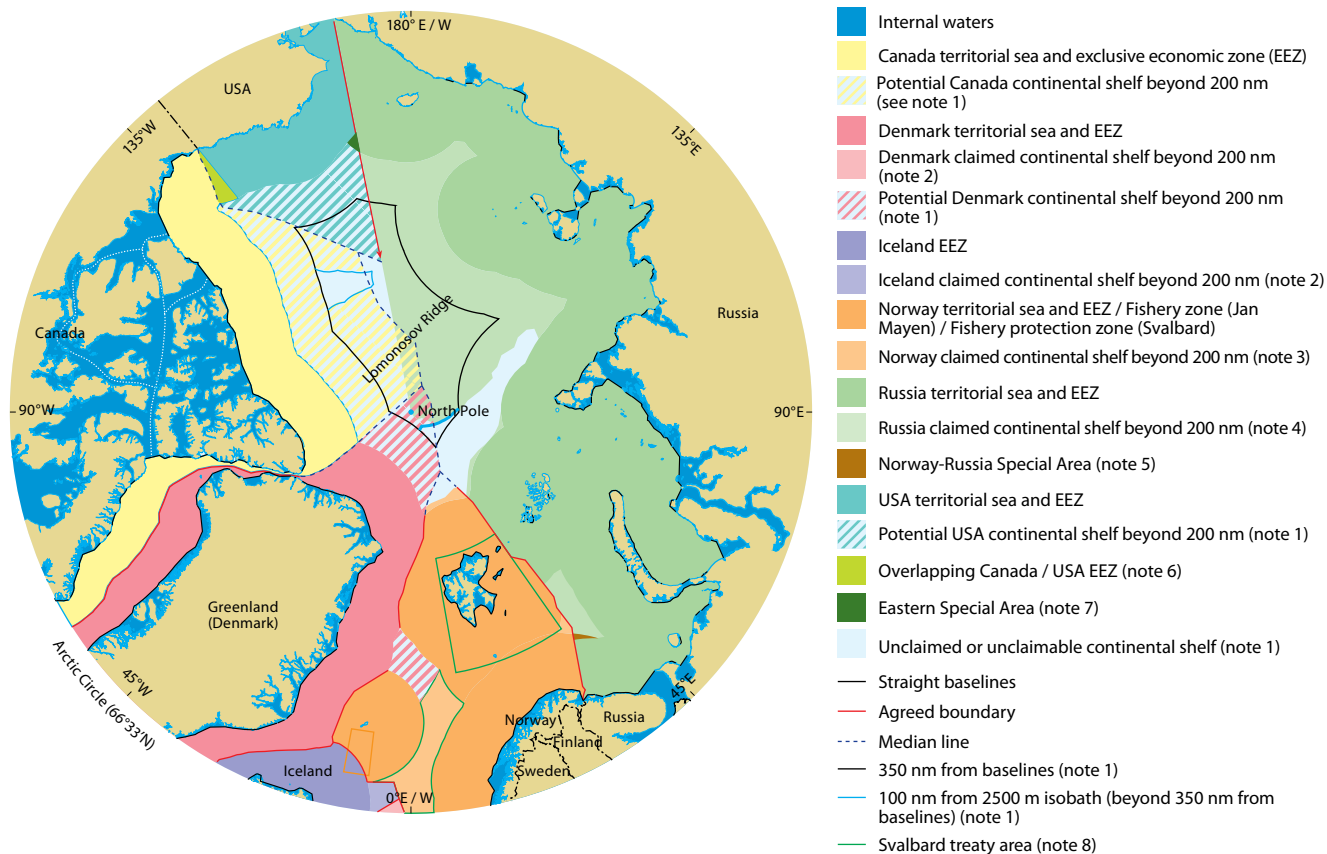 180° E / W
USA
135°W
135°E
Canada
Russia
Lomonosov Ridge
90°W
North Pole
90°E
Greenland
(Denmark)
Arctic Circle (66°33'N)
45°W
45°E
Norway
Russia
Finland
Sweden
Iceland
0°E / W
Internal waters
Canada territorial sea and exclusive economic zone (EEZ)
Potential Canada continental shelf beyond 200 nm
(see note 1)
Denmark territorial sea and EEZ
Denmark claimed continental shelf beyond 200 nm
(note 2)
Potential Denmark continental shelf beyond 200 nm
(note 1)
Iceland EEZ
Iceland claimed continental shelf beyond 200 nm (note 2)
Norway territorial sea and EEZ / Fishery zone (Jan
Mayen) / Fishery protection zone (Svalbard)
Norway claimed continental shelf beyond 200 nm (note 3)
Russia territorial sea and EEZ
Russia claimed continental shelf beyond 200 nm (note 4)
Norway-Russia Special Area (note 5)
USA territorial sea and EEZ
Potential USA continental shelf beyond 200 nm (note 1)
Overlapping Canada / USA EEZ (note 6)
Eastern Special Area (note 7)
Unclaimed or unclaimable continental shelf (note 1)
Straight baselines
Agreed boundary
Median line
350 nm from baselines (note 1)
100 nm from 2500 m isobath (beyond 350 nm from
baselines) (note 1)
Svalbard treaty area (note 8)